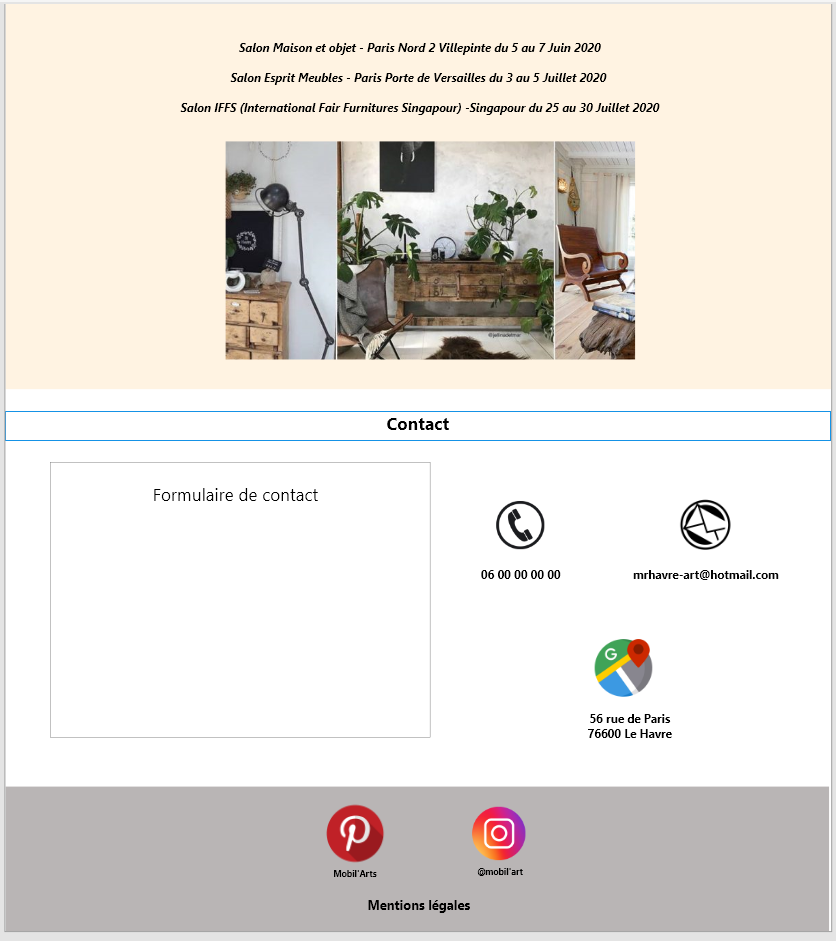 Salon Maison et objet - Paris Nord 2 Villepinte du 5 au 7 Juin 2020
Salon Esprit Meubles - Paris Porte de Versailles du 3 au 5 Juillet 2020
Salon IFFS (International Fair Furnitures Singapour) -Singapour du 25 au 30 Juillet 2020
Contact
Formulaire de contact
06 00 00 00 00
mrhavre-art@hotmail.com
G
56 rue de Paris
76600 Le Havre
Mobil'Arts
@mobil'art
Mentions légales